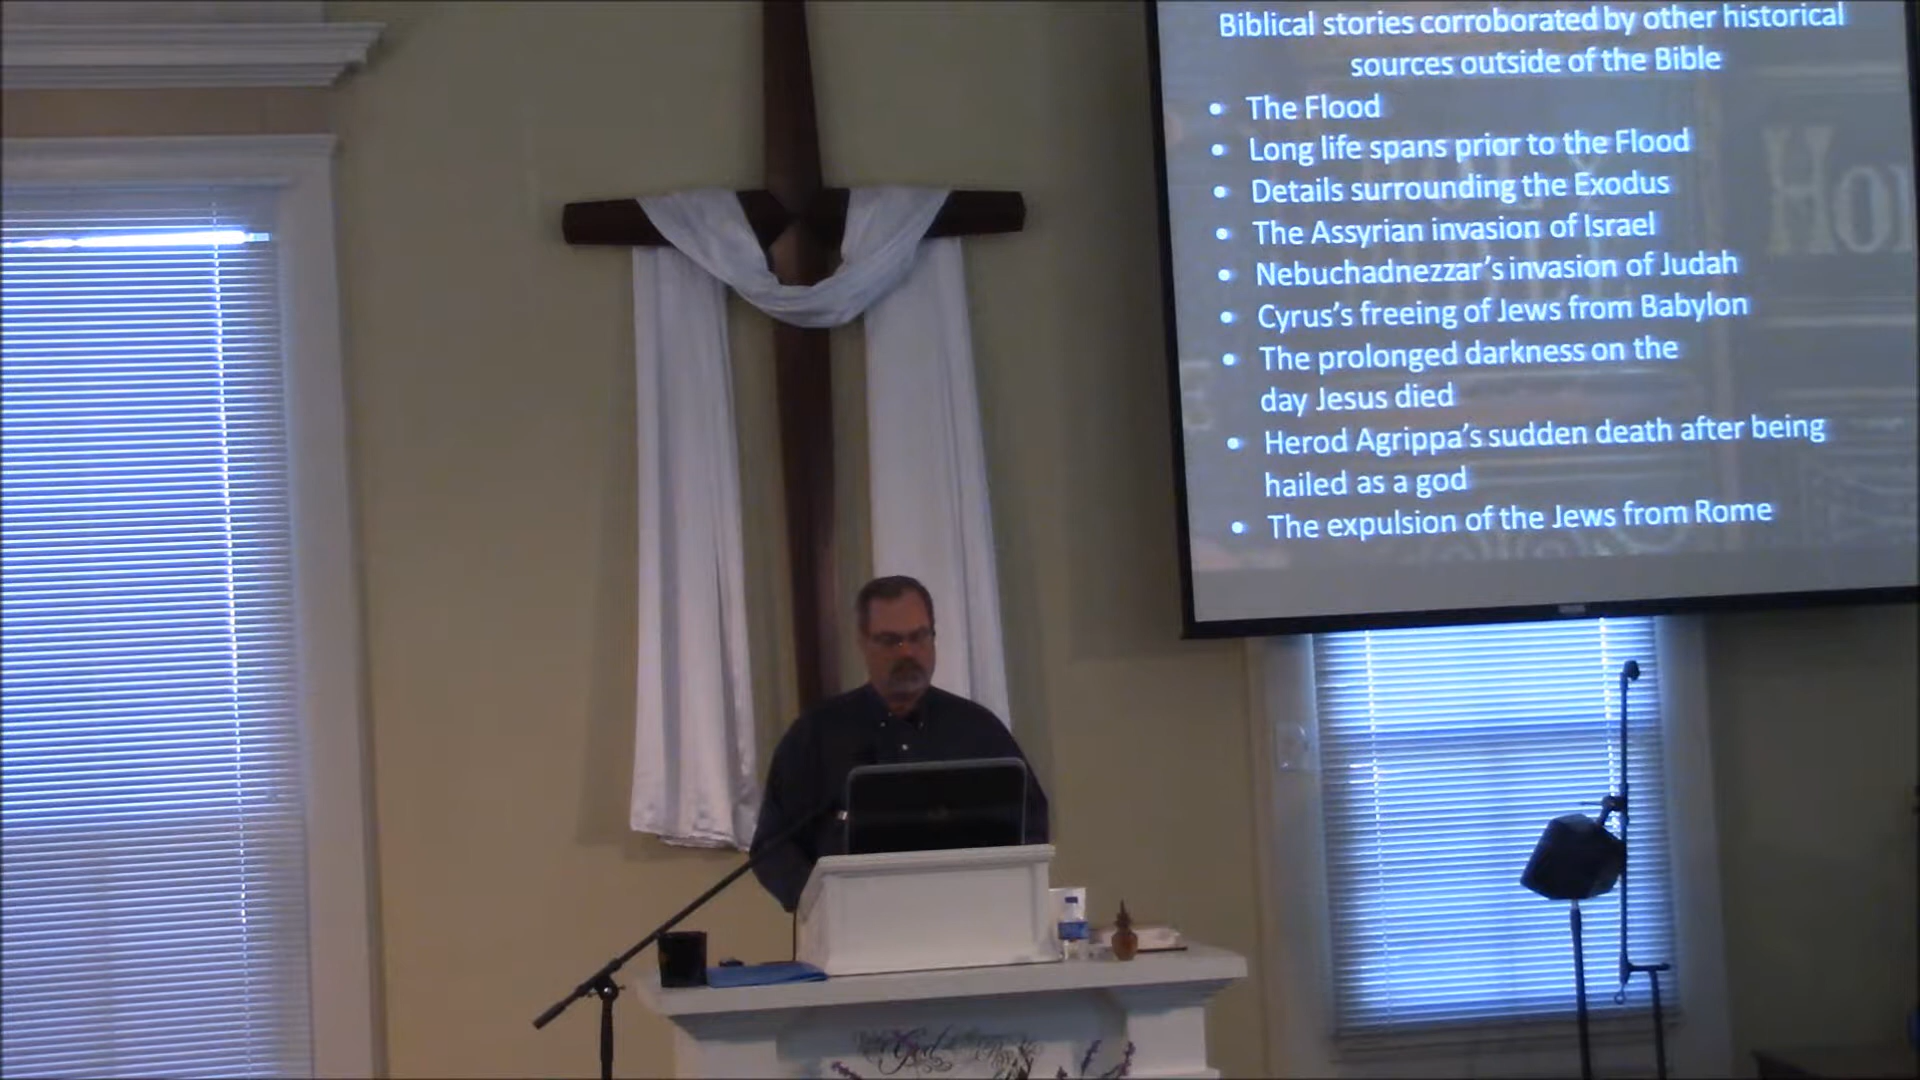 Biblical stories corroborated by other historical
sources outside of the Bible
• The Flood
• Long life spans prior to the Flood
• Details surrounding the Exodus
• The Assyrian invasion of Israel
• Nebuchadnezzar's invasion of Judah
• Cyrus's freeing of Jews from Babylon
• The prolonged darkness on the
day Jesus died
• Herod Agrippa's sudden death after being
hailed as a god
• The expulsion of the Jews from Rome
God